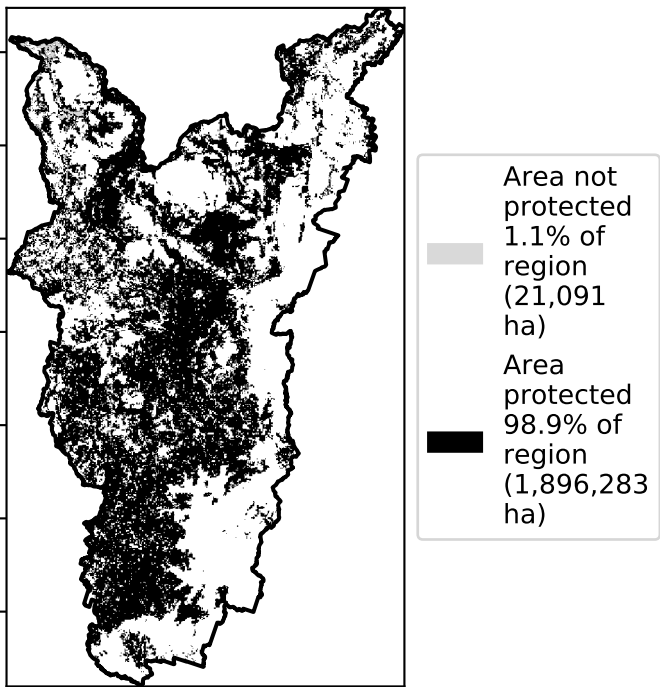 Area not
protected
1.1% of
region
(21,091
ha)
Area
protected
98.9% of
region
(1,896,283
ha)